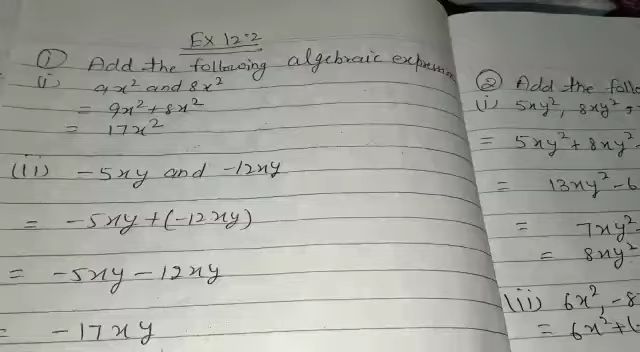 Ex 12.2
① Add the following algebraic expression
(i) 9x² and 8x²
= 9x²+8x²
= 17x²
(ii) -5xy and -12xy
= -5xy+(-12xy)
= -5xy-12xy
= -17xy
② Add the follo
(i) 5xy², 8xy²,
= 5xy²+8xy²-
= 13xy²-6
= 7xy²
= 8xy²
(ii) 6x², -8
= 6x²+(-